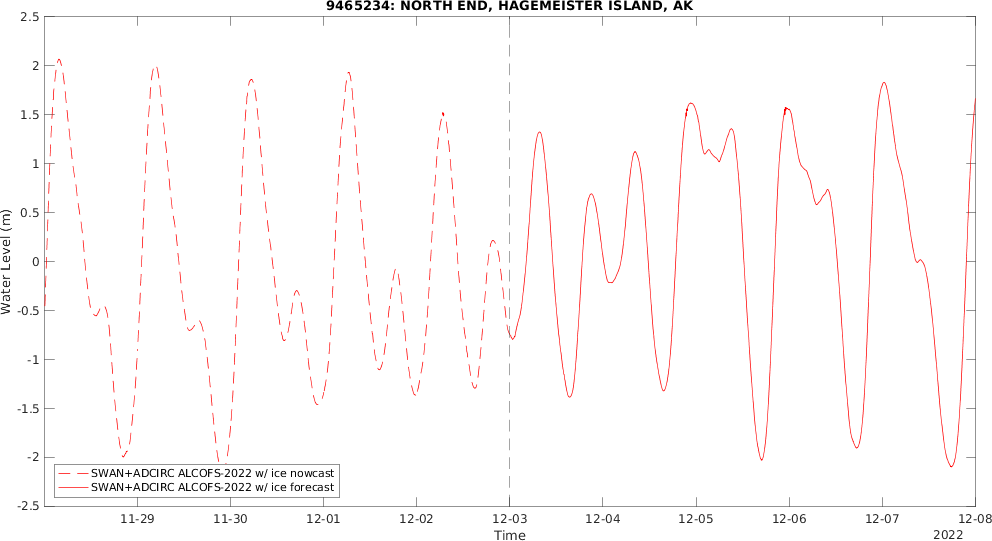 9465234: NORTH END, HAGEMEISTER ISLAND, AK
2.5
2
1.5
1
0.5
0
-0.5
-1
-1.5
-2
-2.5
Water Level (m)
SWAN+ADCIRC ALCOFS-2022 w/ ice nowcast
SWAN+ADCIRC ALCOFS-2022 w/ ice forecast
11-29 11-30 12-01 12-02 12-03 12-04 12-05 12-06 12-07 12-08
Time
2022